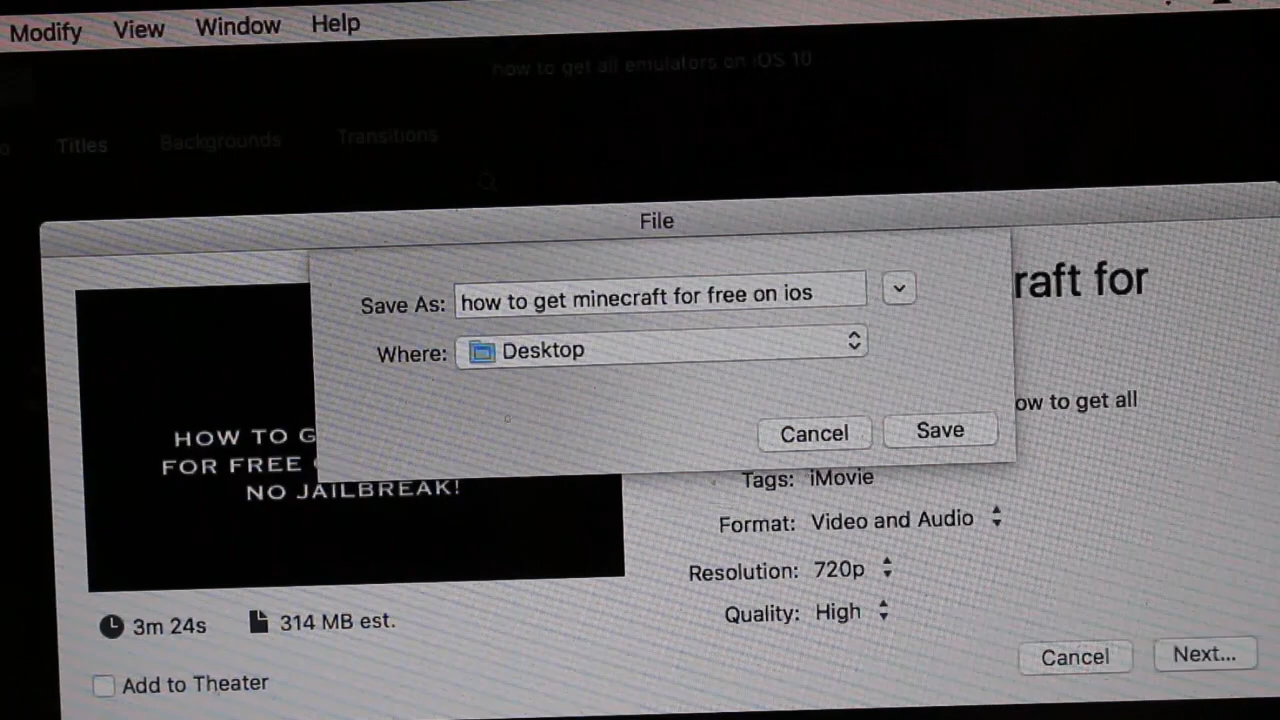 Modify View Window Help
how to get all emulators on iOS 10
Titles Backgrounds Transitions
File
raft for
Save As: how to get minecraft for free on ios
Where: Desktop
ow to get all
Cancel Save
HOW TO G
FOR FREE
NO JAILBREAK!
Tags: iMovie
Format: Video and Audio
Resolution: 720p
Quality: High
3m 24s 314 MB est.
Cancel Next...
Add to Theater